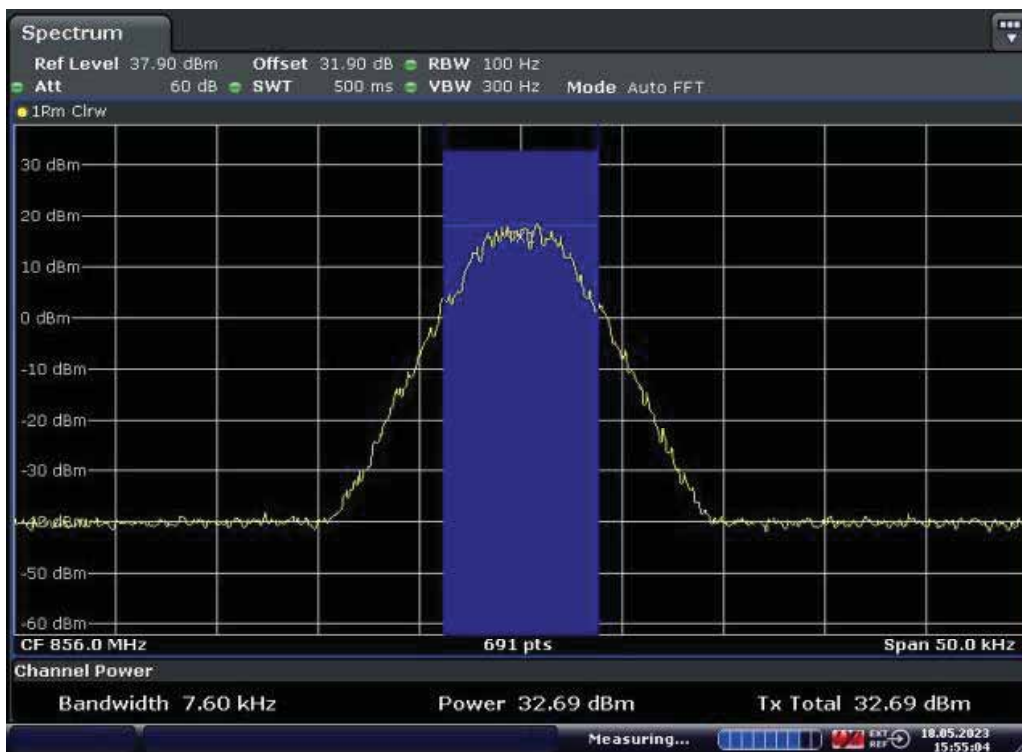 Spectrum
Ref Level 37.90 dBm Offset 31.90 dB RBW 100 Hz
Att 60 dB SWT 500 ms VBW 300 Hz Mode Auto FFT
1Rm Clrw
30 dBm
20 dBm
10 dBm
0 dBm
-10 dBm
-20 dBm
-30 dBm
-40 dBm
-50 dBm
-60 dBm
CF 856.0 MHz 691 pts Span 50.0 kHz
Channel Power
Bandwidth 7.60 kHz Power 32.69 dBm Tx Total 32.69 dBm
Measuring... EXT REF 18.05.2023
15:55:04